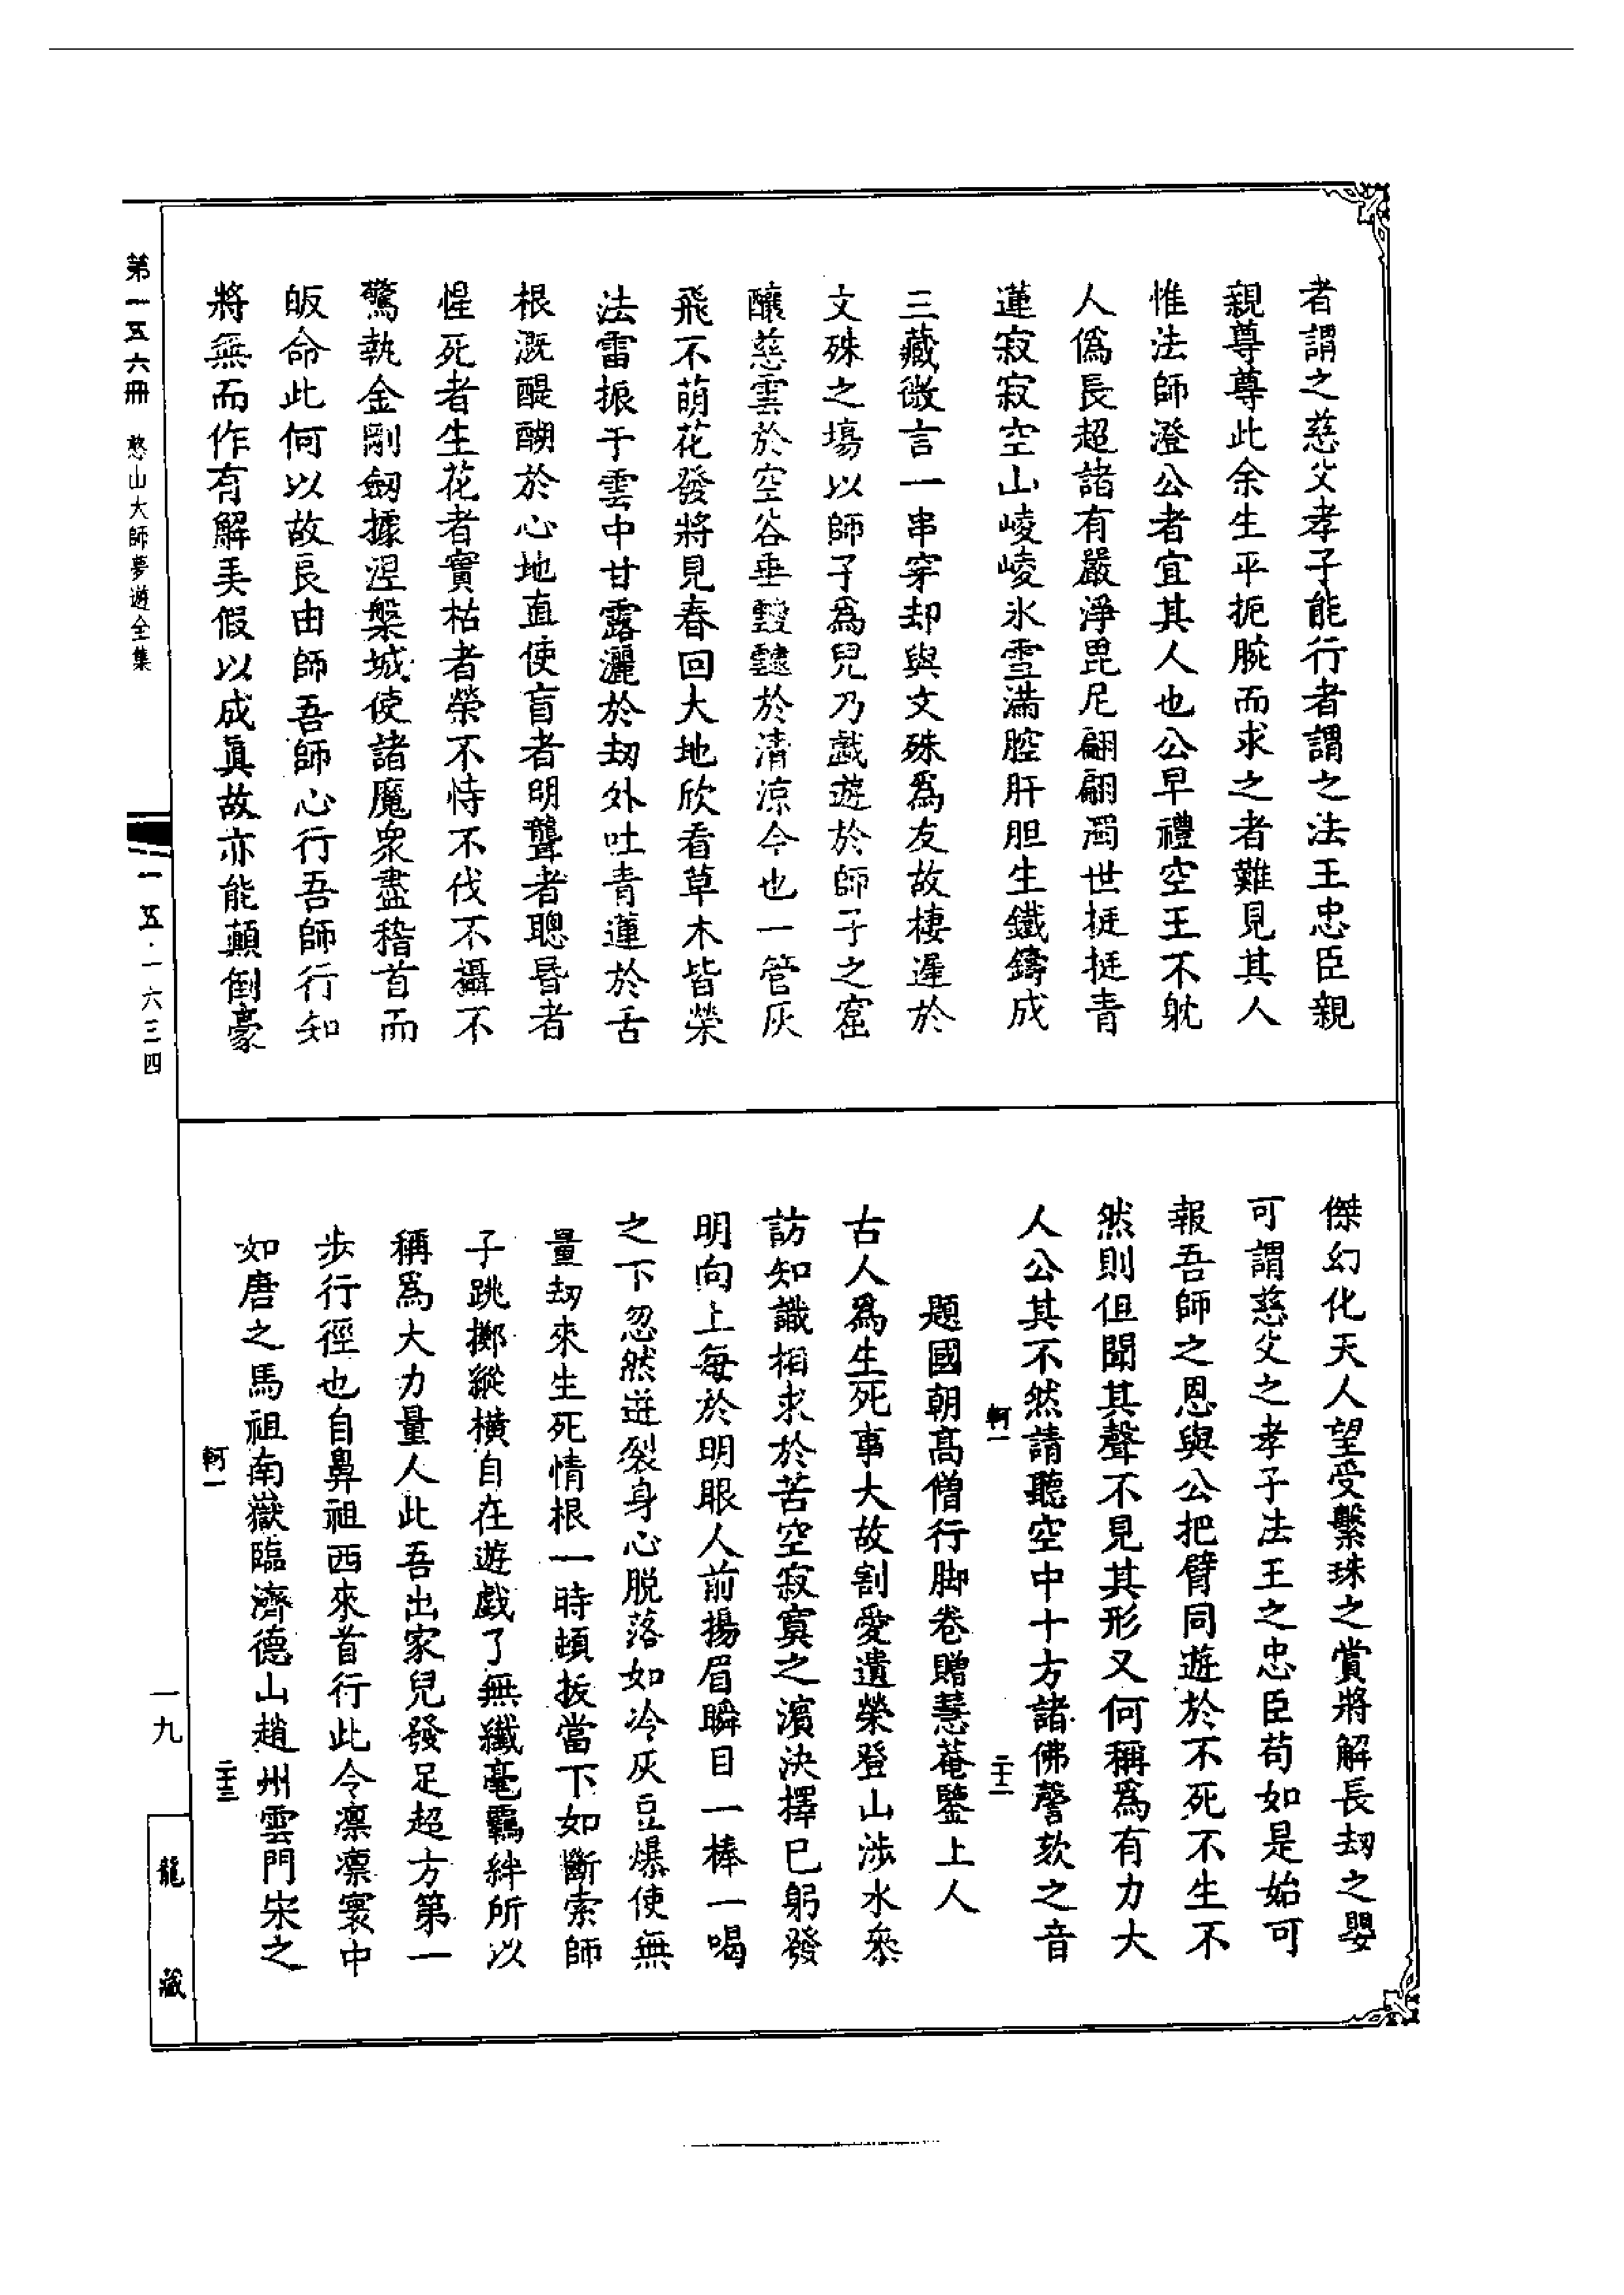 者謂之慈父孝子能行者謂之法王忠臣親
親尊尊此余生平扼腕而求之者難見其人
惟法師澄公者宜其人也公早禮空王不躭
人僞長超諸有嚴淨毘尼翩翩濁世挺挺青
蓮寂寂空山崚崚氷雪滿腔肝胆生鐵鑄成
三藏微言一串穿却與文殊爲友故棲遲於
文殊之塲以師子爲兒乃戲遊於師子之窟
釀慈雲於空谷垂靉靆於清涼今也一管灰
飛不萌花發將見春回大地欣看草木皆榮
法雷振于雲中甘露灑於劫外吐青蓮於舌
根溉醍醐於心地直使盲者明聾者聰昬者
惺死者生花者實枯者榮不恃不伐不攝不
驚執金剛劒據涅槃城使諸魔衆盡稽首而
皈命此何以故良由師吾師心行吾師行知
將無而作有解弄假以成眞故亦能顚倒豪
傑幻化天人望受繫珠之賞將解長劫之嬰
可謂慈父之孝子法王之忠臣苟如是始可
報吾師之恩與公把臂同遊於不死不生不
然則但聞其聲不見其形又何稱爲有力大
人公其不然請聽空中十方諸佛謦欬之音
軻一
二十二
題國朝高僧行脚卷贈慧菴鑒上人
古人爲生死事大故割愛遺榮登山涉水叅
訪知識相求於苦空寂寞之濱決擇已躬發
明向上每於明眼人前揚眉瞬目一棒一喝
之下忽然迸裂身心脱落如冷灰豆爆使無
量劫來生死情根一時頓拔當下如斷索師
子跳擲縱橫自在遊戲了無纖毫羈絆所以
稱爲大力量人此吾出家兒發足超方第一
步行徑也自鼻祖西來首行此令凛凛寰中
如唐之馬祖南嶽臨濟德山趙州雲門宋之
軻一
二十三
第一五六冊
憨山大師夢遊全集
一五·一六三四
一九
龍藏